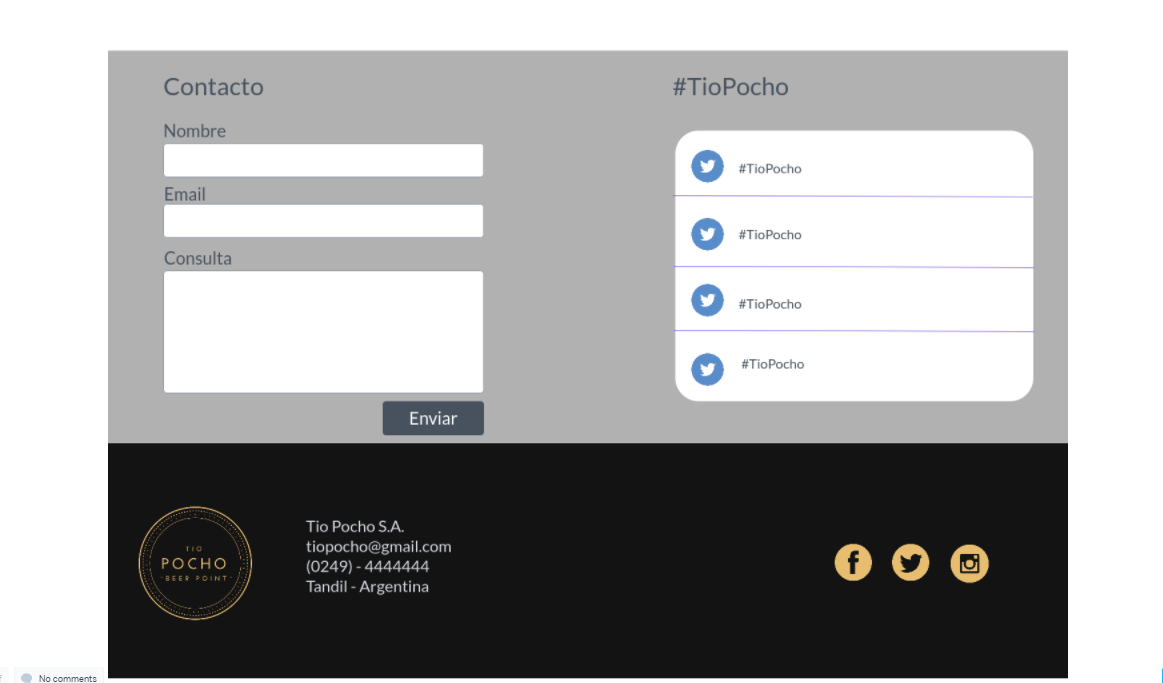 Contacto
Nombre
Email
Consulta
Enviar
#TioPocho
#TioPocho
#TioPocho
#TioPocho
#TioPocho
TIO
POCHO
·BEER POINT·
Tio Pocho S.A.
tiopocho@gmail.com
(0249) - 4444444
Tandil - Argentina
No comments